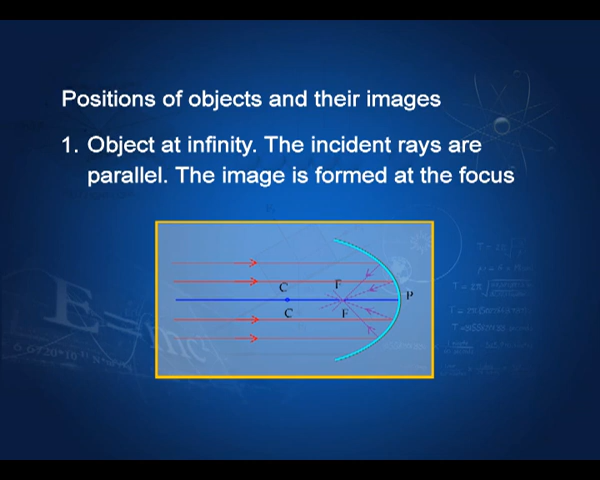 Positions of objects and their images
1. Object at infinity. The incident rays are
parallel. The image is formed at the focus
C F
P
C F
E=mc²